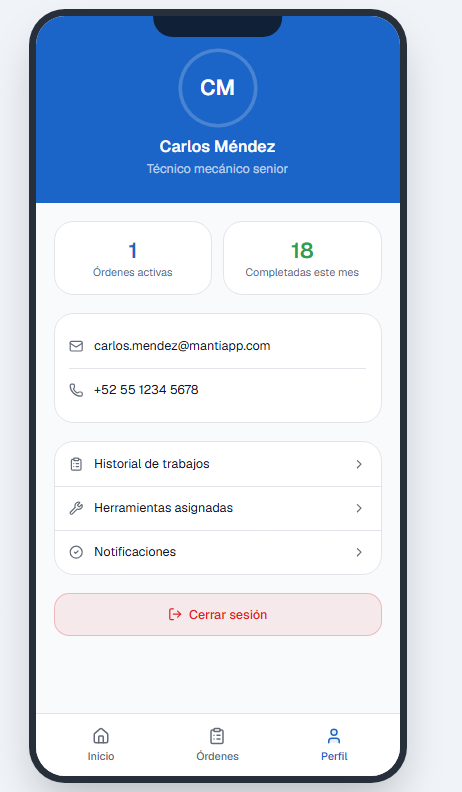 CM
Carlos Méndez
Técnico mecánico senior
1
Órdenes activas
18
Completadas este mes
carlos.mendez@mantiapp.com
+52 55 1234 5678
Historial de trabajos
Herramientas asignadas
Notificaciones
Cerrar sesión
Inicio
Órdenes
Perfil